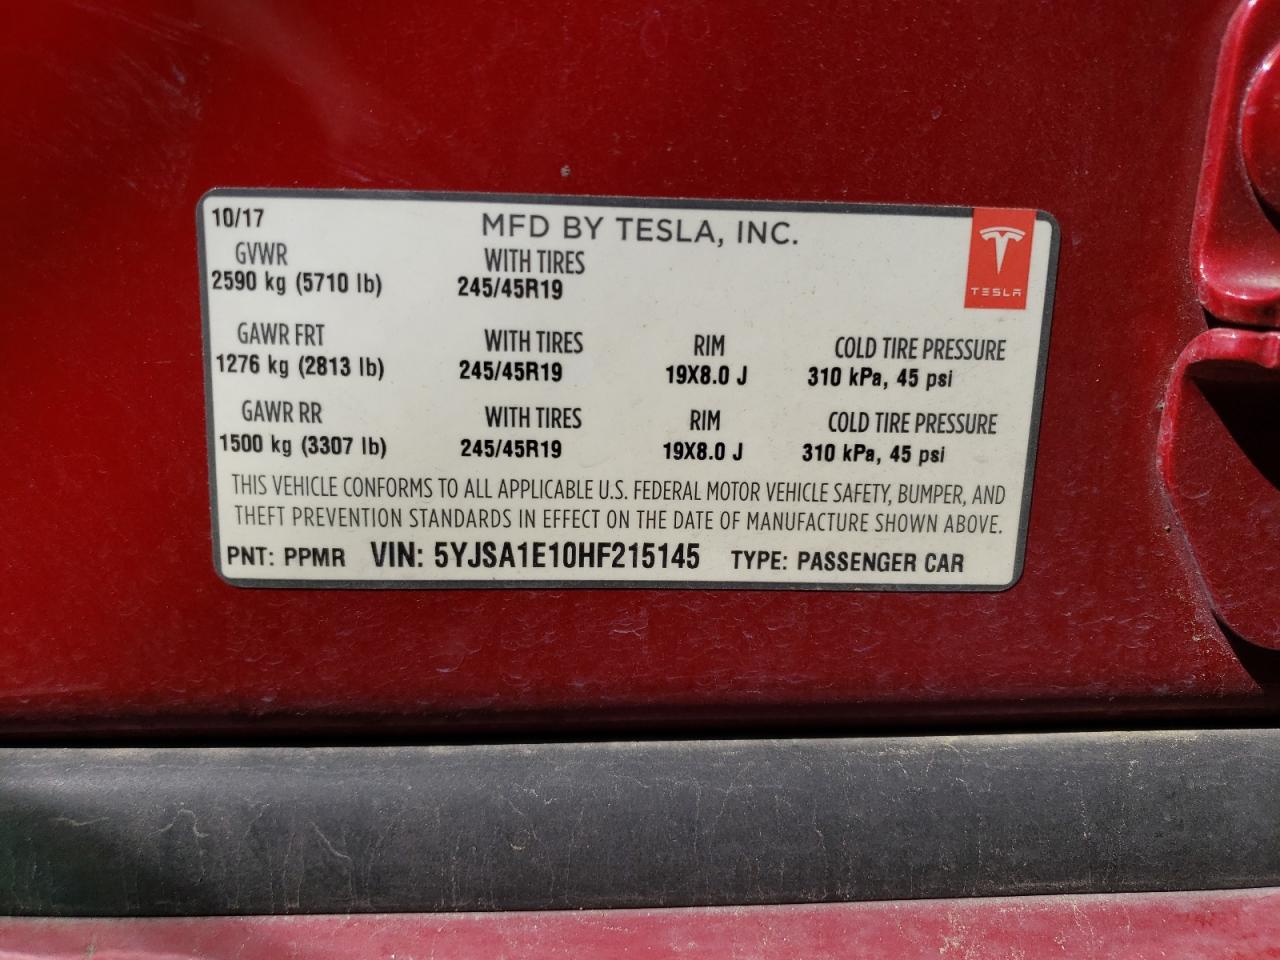 10/17 MFD BY TESLA, INC.
GVWR WITH TIRES
2590 kg (5710 lb) 245/45R19
TESLA
GAWR FRT WITH TIRES RIM COLD TIRE PRESSURE
1276 kg (2813 lb) 245/45R19 19X8.0 J 310 kPa, 45 psi
GAWR RR WITH TIRES RIM COLD TIRE PRESSURE
1500 kg (3307 lb) 245/45R19 19X8.0 J 310 kPa, 45 psi
THIS VEHICLE CONFORMS TO ALL APPLICABLE U.S. FEDERAL MOTOR VEHICLE SAFETY, BUMPER, AND
THEFT PREVENTION STANDARDS IN EFFECT ON THE DATE OF MANUFACTURE SHOWN ABOVE.
PNT: PPMR VIN: 5YJSA1E10HF215145 TYPE: PASSENGER CAR